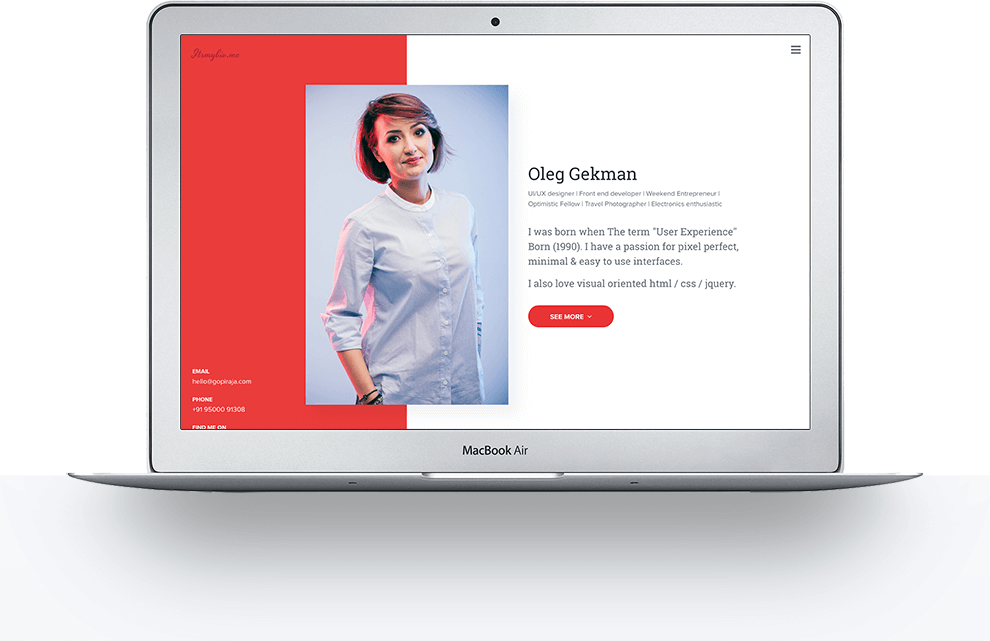 Itsmybio.me
Oleg Gekman
UI/UX designer | Front end developer | Weekend Entrepreneur |
Optimistic Fellow | Travel Photographer | Electronics enthusiastic
I was born when The term "User Experience"
Born (1990). I have a passion for pixel perfect,
minimal & easy to use interfaces.
I also love visual oriented html / css / jquery.
SEE MORE
EMAIL
hello@gopiraja.com
PHONE
+91 95000 91308
FIND ME ON
MacBook Air